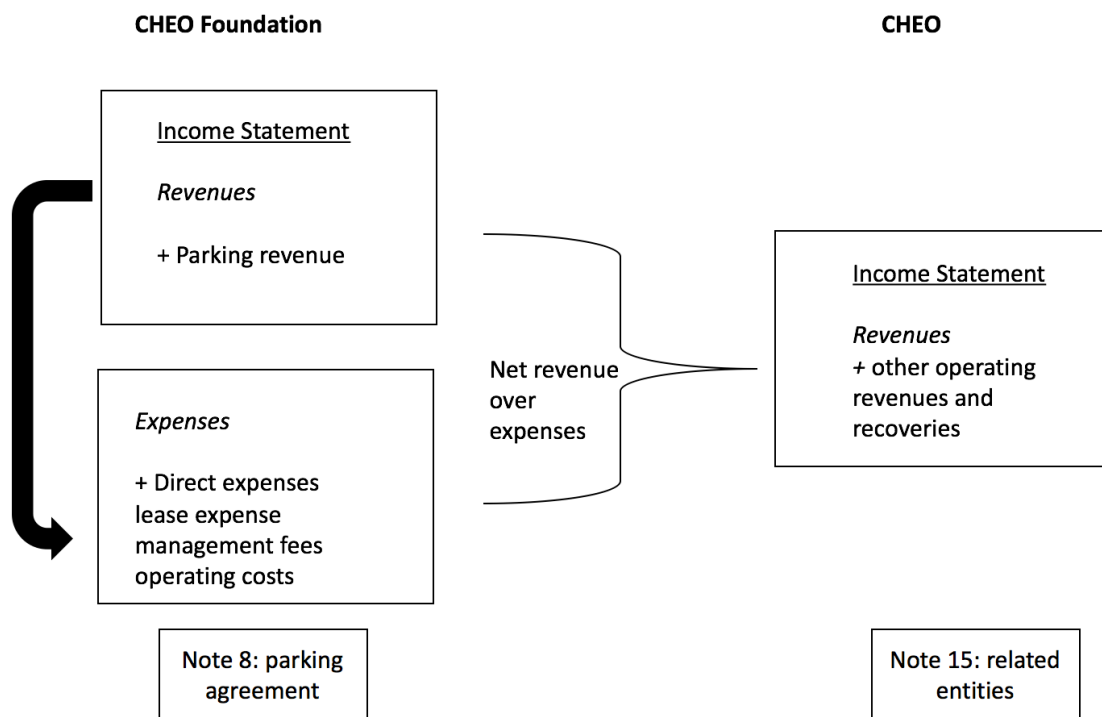 CHEO Foundation
CHEO
Income Statement
Revenues
+ Parking revenue
Expenses
+ Direct expenses
lease expense
management fees
operating costs
Note 8: parking
agreement
Net revenue
over
expenses
Income Statement
Revenues
+ other operating
revenues and
recoveries
Note 15: related
entities